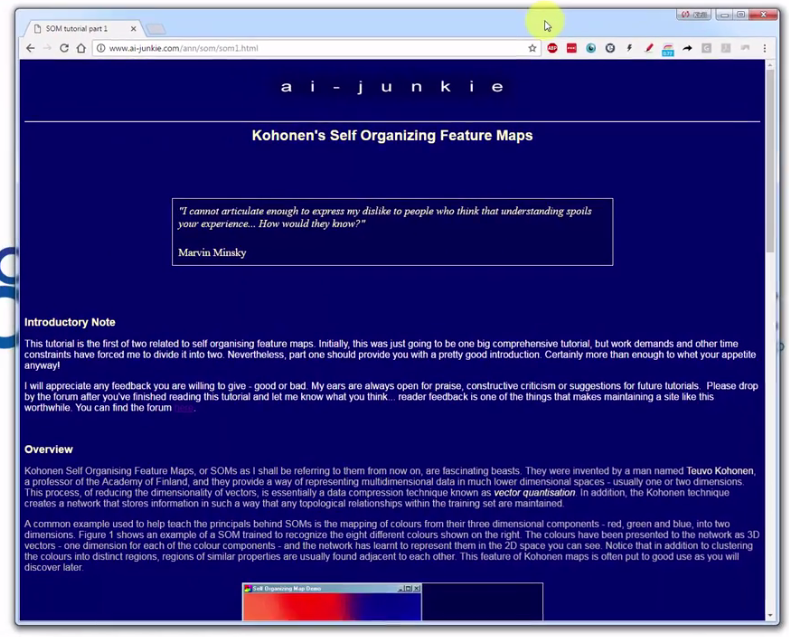 SOM tutorial part 1
www.ai-junkie.com/ann/som/som1.html
ABP
ai-junkie
Kohonen's Self Organizing Feature Maps
"I cannot articulate enough to express my dislike to people who think that understanding spoils
your experience... How would they know?"
Marvin Minsky
Introductory Note
This tutorial is the first of two related to self organising feature maps. Initially, this was just going to be one big comprehensive tutorial, but work demands and other time
constraints have forced me to divide it into two. Nevertheless, part one should provide you with a pretty good introduction. Certainly more than enough to whet your appetite
anyway!
I will appreciate any feedback you are willing to give - good or bad. My ears are always open for praise, constructive criticism or suggestions for future tutorials. Please drop
by the forum after you've finished reading this tutorial and let me know what you think... reader feedback is one of the things that makes maintaining a site like this
worthwhile. You can find the forum
Overview
Kohonen Self Organising Feature Maps, or SOMs as I shall be referring to them from now on, are fascinating beasts. They were invented by a man named Teuvo Kohonen,
a professor of the Academy of Finland, and they provide a way of representing multidimensional data in much lower dimensional spaces - usually one or two dimensions.
This process, of reducing the dimensionality of vectors, is essentially a data compression technique known as vector quantisation. In addition, the Kohonen technique
creates a network that stores information in such a way that any topological relationships within the training set are maintained.
A common example used to help teach the principals behind SOMs is the mapping of colours from their three dimensional components - red, green and blue, into two
dimensions. Figure 1 shows an example of a SOM trained to recognize the eight different colours shown on the right. The colours have been presented to the network as 3D
vectors - one dimension for each of the colour components - and the network has learnt to represent them in the 2D space you can see. Notice that in addition to clustering
the colours into distinct regions, regions of similar properties are usually found adjacent to each other. This feature of Kohonen maps is often put to good use as you will
discover later.
Self Organizing Map Demo